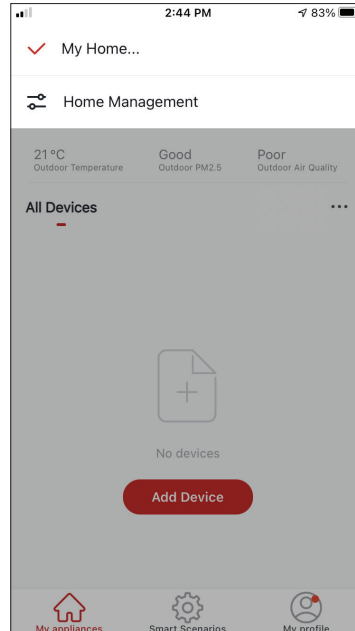 2:44 PM
83%
My Home...
Home Management
21°C
Good
Poor
Outdoor Temperature
Outdoor PM2.5
Outdoor Air Quality
All Devices
...
No devices
Add Device
My appliances
Smart Scenarios
My profile